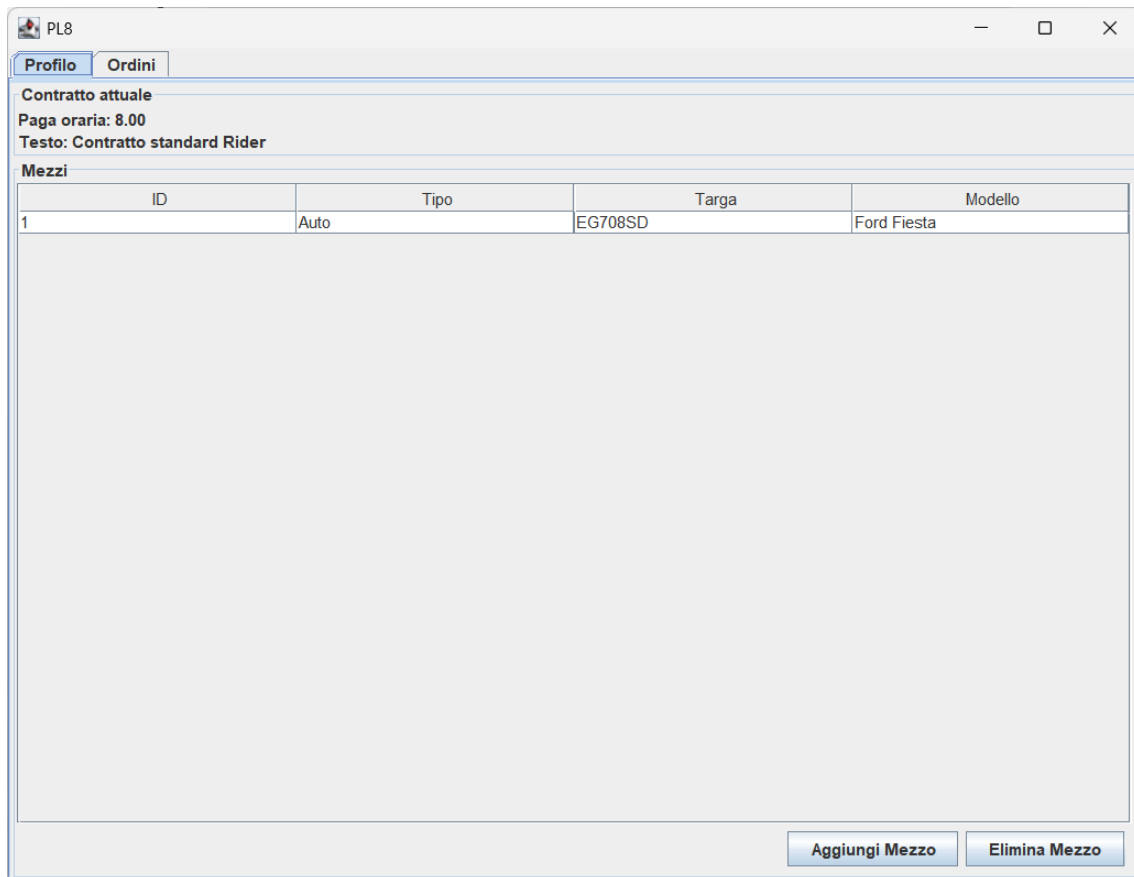 PL8
Profilo Ordini
Contratto attuale
Paga oraria: 8.00
Testo: Contratto standard Rider
Mezzi
ID Tipo Targa Modello
1 Auto EG708SD Ford Fiesta
Aggiungi Mezzo Elimina Mezzo